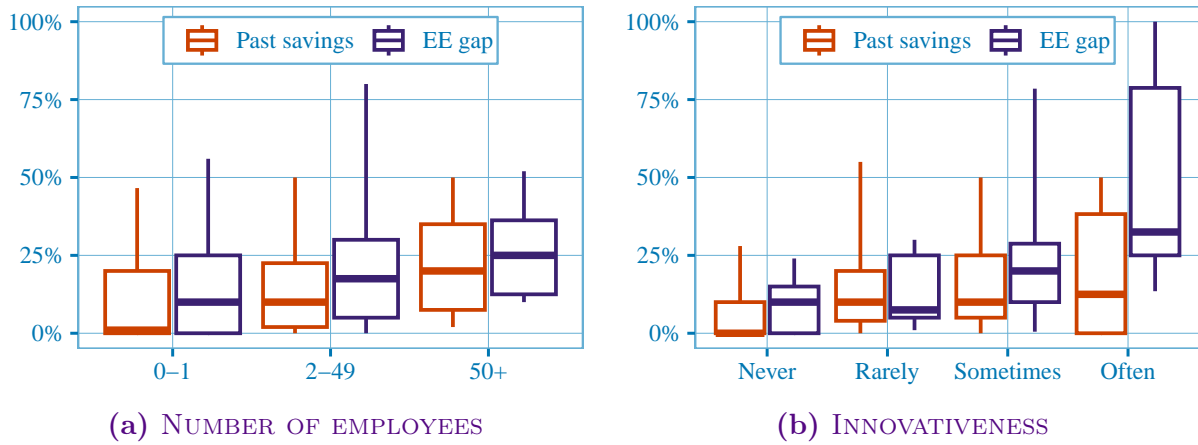 100%
75%
50%
25%
0%
Past savings EE gap
0–1 2–49 50+
(a) NUMBER OF EMPLOYEES
100%
75%
50%
25%
0%
Past savings EE gap
Never Rarely Sometimes Often
(b) INNOVATIVENESS